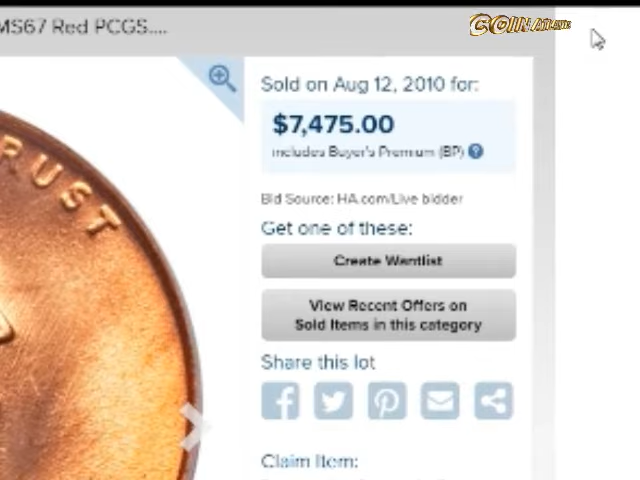 MS67 Red PCGS....
COIN
Sold on Aug 12, 2010 for:
$7,475.00
includes Buyer's Premium (BP) ?
Bid Source: HA.com/Live bidder
Get one of these:
Create Wantlist
View Recent Offers on
Sold Items in this category
Share this lot
Claim Item:
RUST